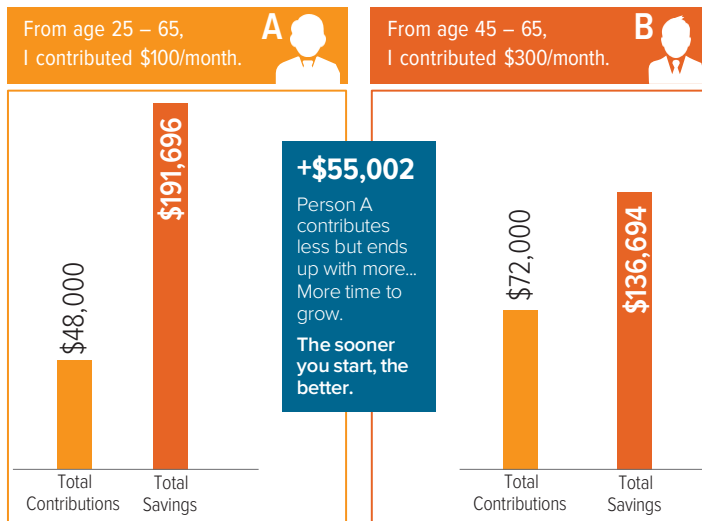 From age 25 – 65,
I contributed $100/month.
A
$48,000
$191,696
Total
Contributions
Total
Savings
+$55,002
Person A
contributes
less but ends
up with more...
More time to
grow.
The sooner
you start, the
better.
From age 45 – 65,
I contributed $300/month.
B
$72,000
$136,694
Total
Contributions
Total
Savings